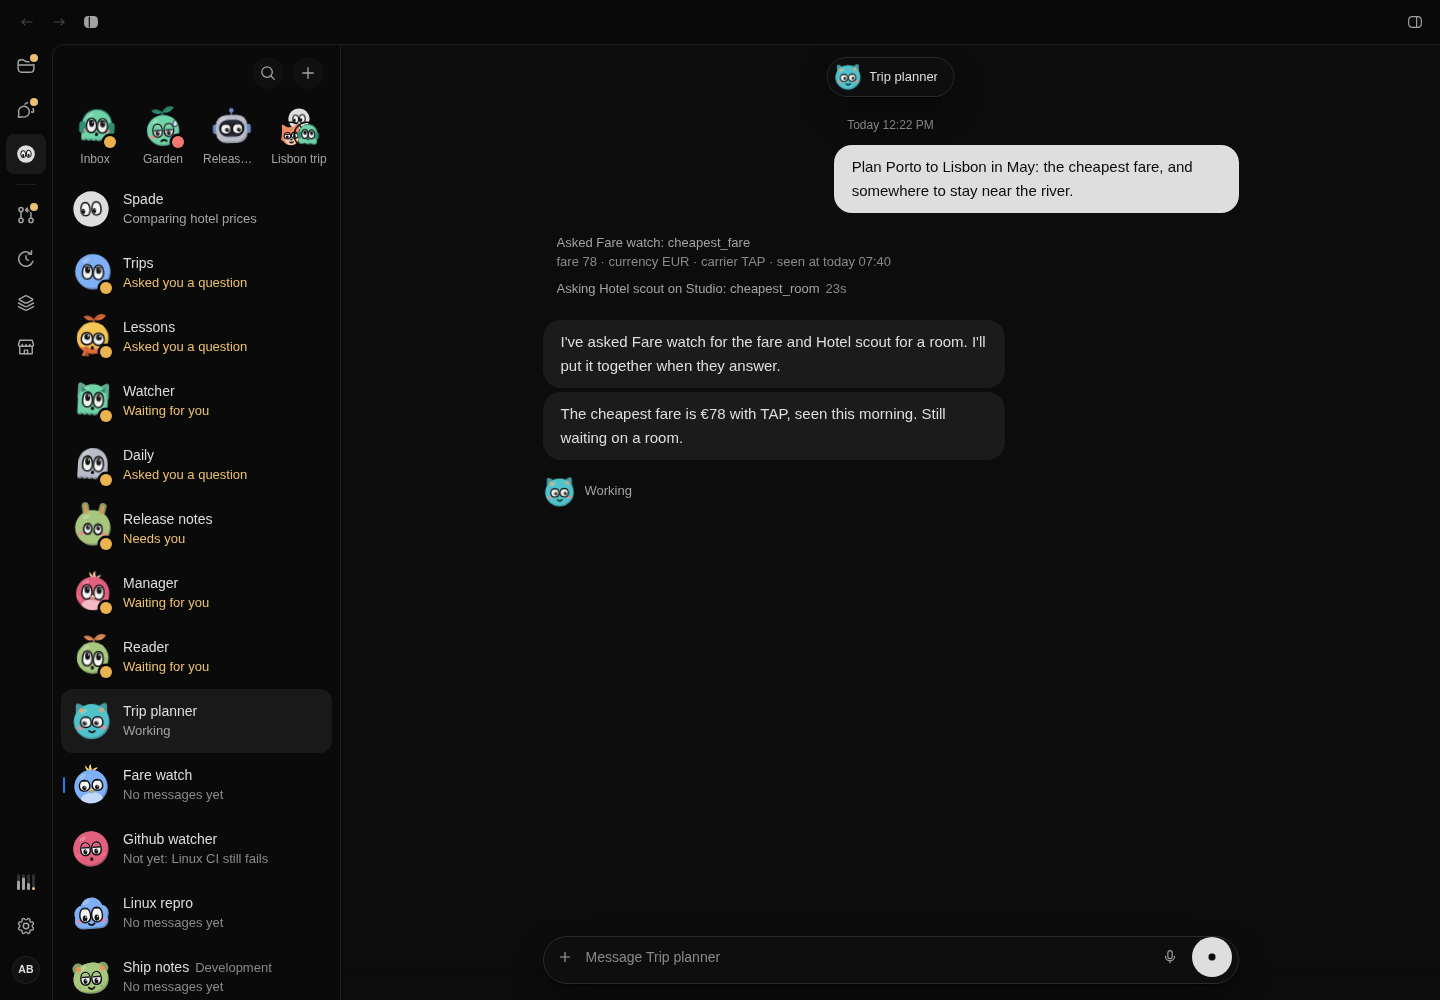 Inbox
Garden
Releas…
Lisbon trip
Spade
Comparing hotel prices
Trips
Asked you a question
Lessons
Asked you a question
Watcher
Waiting for you
Daily
Asked you a question
Release notes
Needs you
Manager
Waiting for you
Reader
Waiting for you
Trip planner
Working
Fare watch
No messages yet
Github watcher
Not yet: Linux CI still fails
Linux repro
No messages yet
Ship notes Development
No messages yet
AB
Trip planner
Today 12:22 PM
Plan Porto to Lisbon in May: the cheapest fare, and
somewhere to stay near the river.
Asked Fare watch: cheapest_fare
fare 78 · currency EUR · carrier TAP · seen at today 07:40
Asking Hotel scout on Studio: cheapest_room 23s
I've asked Fare watch for the fare and Hotel scout for a room. I'll
put it together when they answer.
The cheapest fare is €78 with TAP, seen this morning. Still
waiting on a room.
Working
Message Trip planner